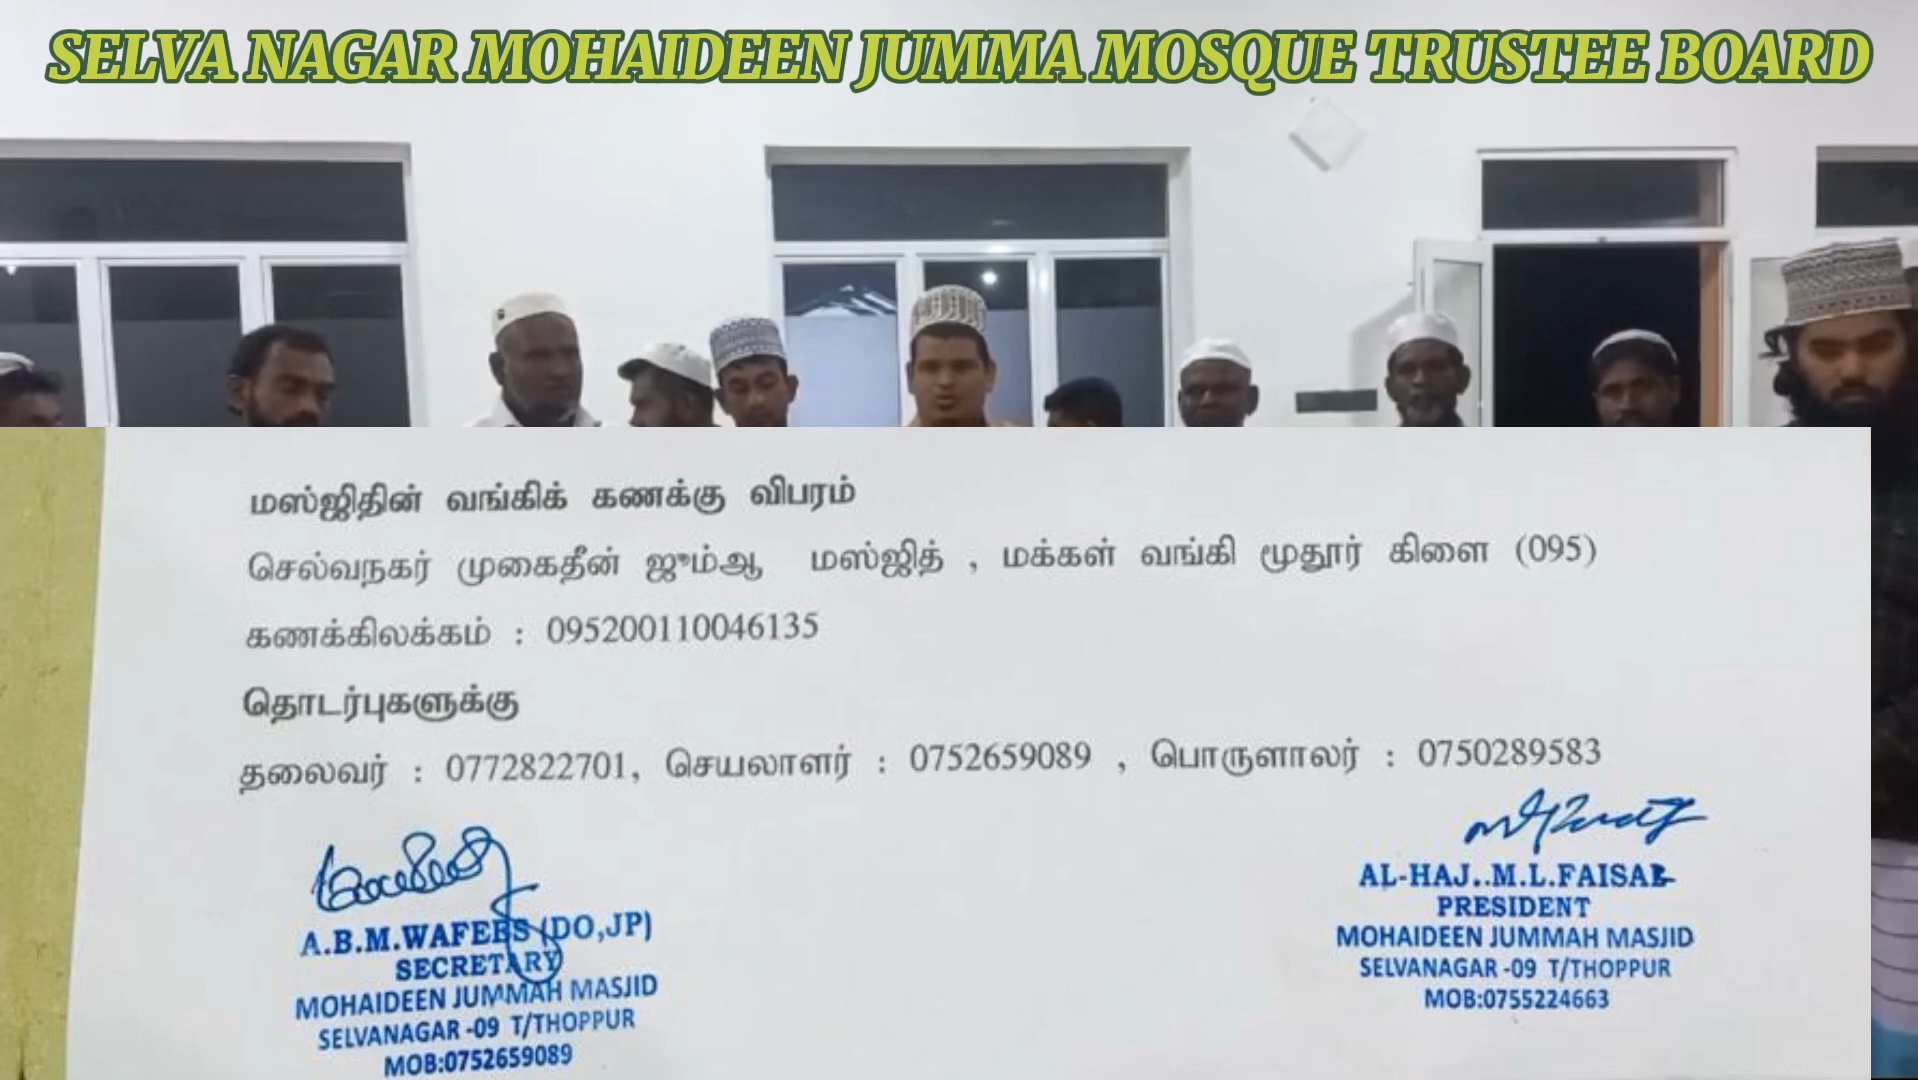 SELVA NAGAR MOHAIDEEN JUMMA MOSQUE TRUSTEE BOARD
மஸ்ஜிதின் வங்கிக் கணக்கு விபரம்
செல்வநகர் முகைதீன் ஜும்ஆ மஸ்ஜித் , மக்கள் வங்கி மூதூர் கிளை (095)
கணக்கிலக்கம் : 095200110046135
தொடர்புகளுக்கு
தலைவர் : 0772822701, செயலாளர் : 0752659089 , பொருளாலர் : 0750289583
A.B.M.WAFEES (DO,JP)
SECRETARY
MOHAIDEEN JUMMAH MASJID
SELVANAGAR -09 T/THOPPUR
MOB:0752659089
AL-HAJ..M.L.FAISAL
PRESIDENT
MOHAIDEEN JUMMAH MASJID
SELVANAGAR -09 T/THOPPUR
MOB:0755224663